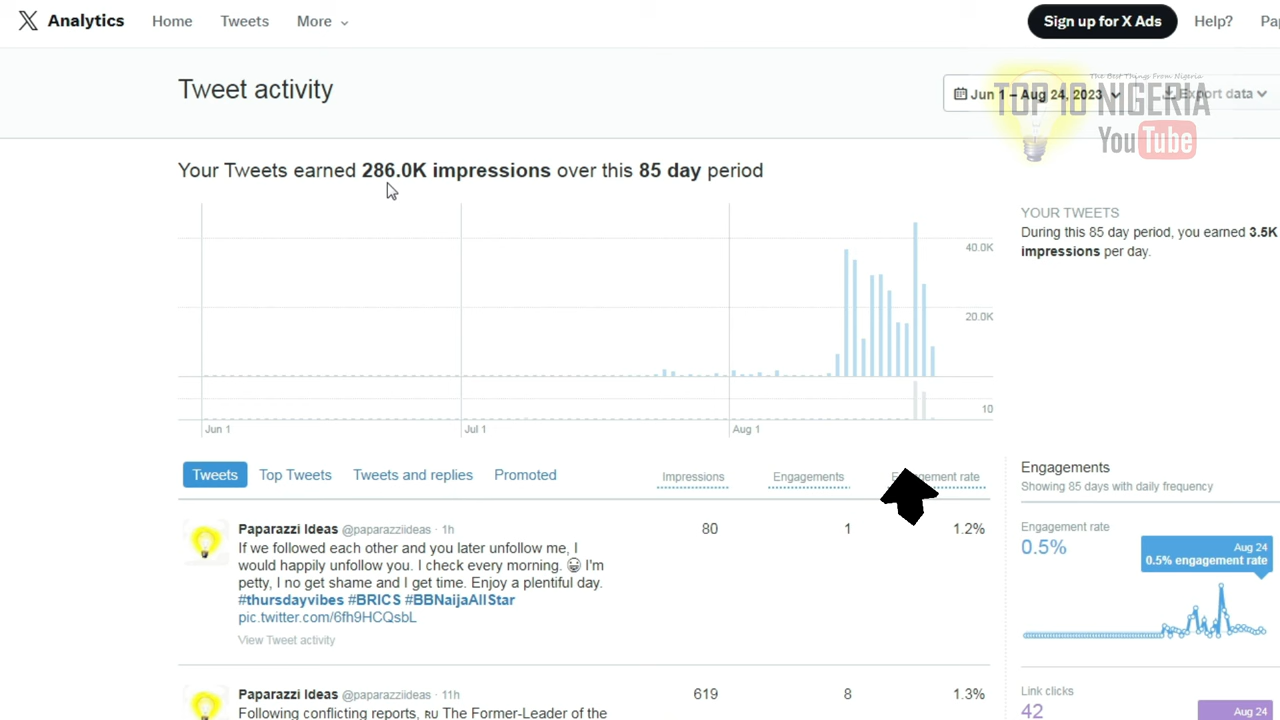 Analytics Home Tweets More Sign up for X Ads Help? Pa
Tweet activity
The Best Things From Nigeria
Jun 1 – Aug 24, 2023 Export data
TOP 10 NIGERIA
YouTube
Your Tweets earned 286.0K impressions over this 85 day period
YOUR TWEETS
During this 85 day period, you earned 3.5K
impressions per day.
40.0K
20.0K
10
Jun 1 Jul 1 Aug 1
Tweets Top Tweets Tweets and replies Promoted Impressions Engagements Engagement rate
Engagements
Showing 85 days with daily frequency
Paparazzi Ideas @paparazziideas · 1h 80 1 1.2%
If we followed each other and you later unfollow me, I
would happily unfollow you. I check every morning. 😀 I'm
petty, I no get shame and I get time. Enjoy a plentiful day.
#thursdayvibes #BRICS #BBNaijaAllStar
pic.twitter.com/6fh9HCQsbL
View Tweet activity
Engagement rate
0.5%
Aug 24
0.5% engagement rate
Paparazzi Ideas @paparazziideas · 11h 619 8 1.3%
Following conflicting reports, RU The Former-Leader of the
Link clicks
42
Aug 24